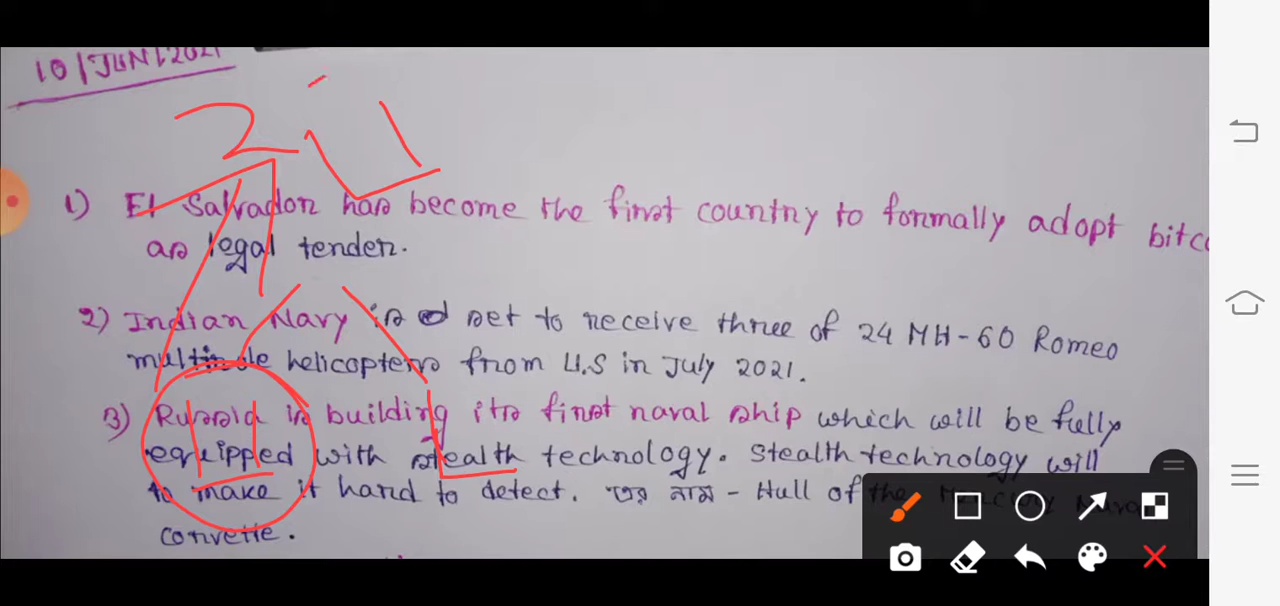 10/JUN/2021
1) El Salvador has become the first country to formally adopt bitc
as legal tender.
2) Indian Navy is set to receive three of 24 MH-60 Romeo
helicopters from U.S in July 2021.
3) Russia is building its first naval ship which will be fully
equipped with stealth technology. Stealth technology will
to make it hard to detect. তার নাম - Hull of the
corvette.